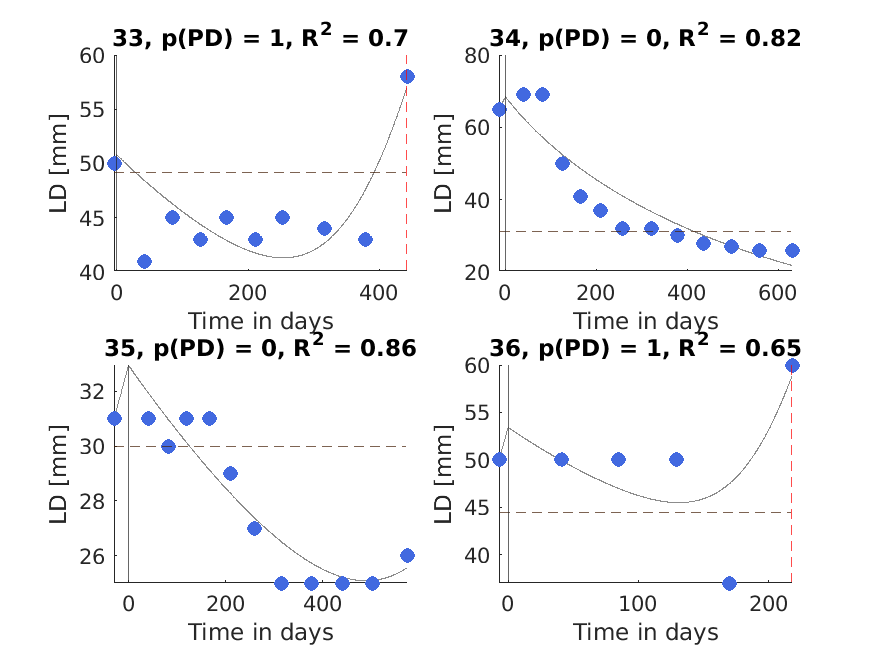 33, p(PD) = 1, R² = 0.7
60
55
50
45
40
LD [mm]
0 200 400
Time in days
34, p(PD) = 0, R² = 0.82
80
60
40
20
LD [mm]
0 200 400 600
Time in days
35, p(PD) = 0, R² = 0.86
32
30
28
26
LD [mm]
0 200 400
Time in days
36, p(PD) = 1, R² = 0.65
60
55
50
45
40
LD [mm]
0 100 200
Time in days